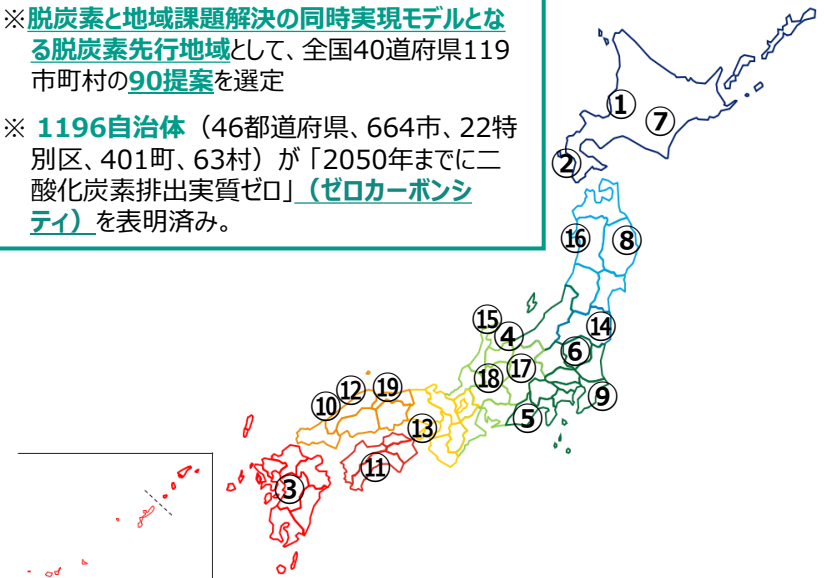 ※脱炭素と地域課題解決の同時実現モデルとな
る脱炭素先行地域として、全国40道府県119
市町村の90提案を選定
※ 1196自治体（46都道府県、664市、22特
別区、401町、63村）が「2050年までに二
酸化炭素排出実質ゼロ」（ゼロカーボンシ
ティ）を表明済み。
①
⑦
②
⑯
⑧
⑮
④
⑭
⑥
⑰
⑱
⑲
⑫
⑩
⑨
⑤
⑬
⑪
③